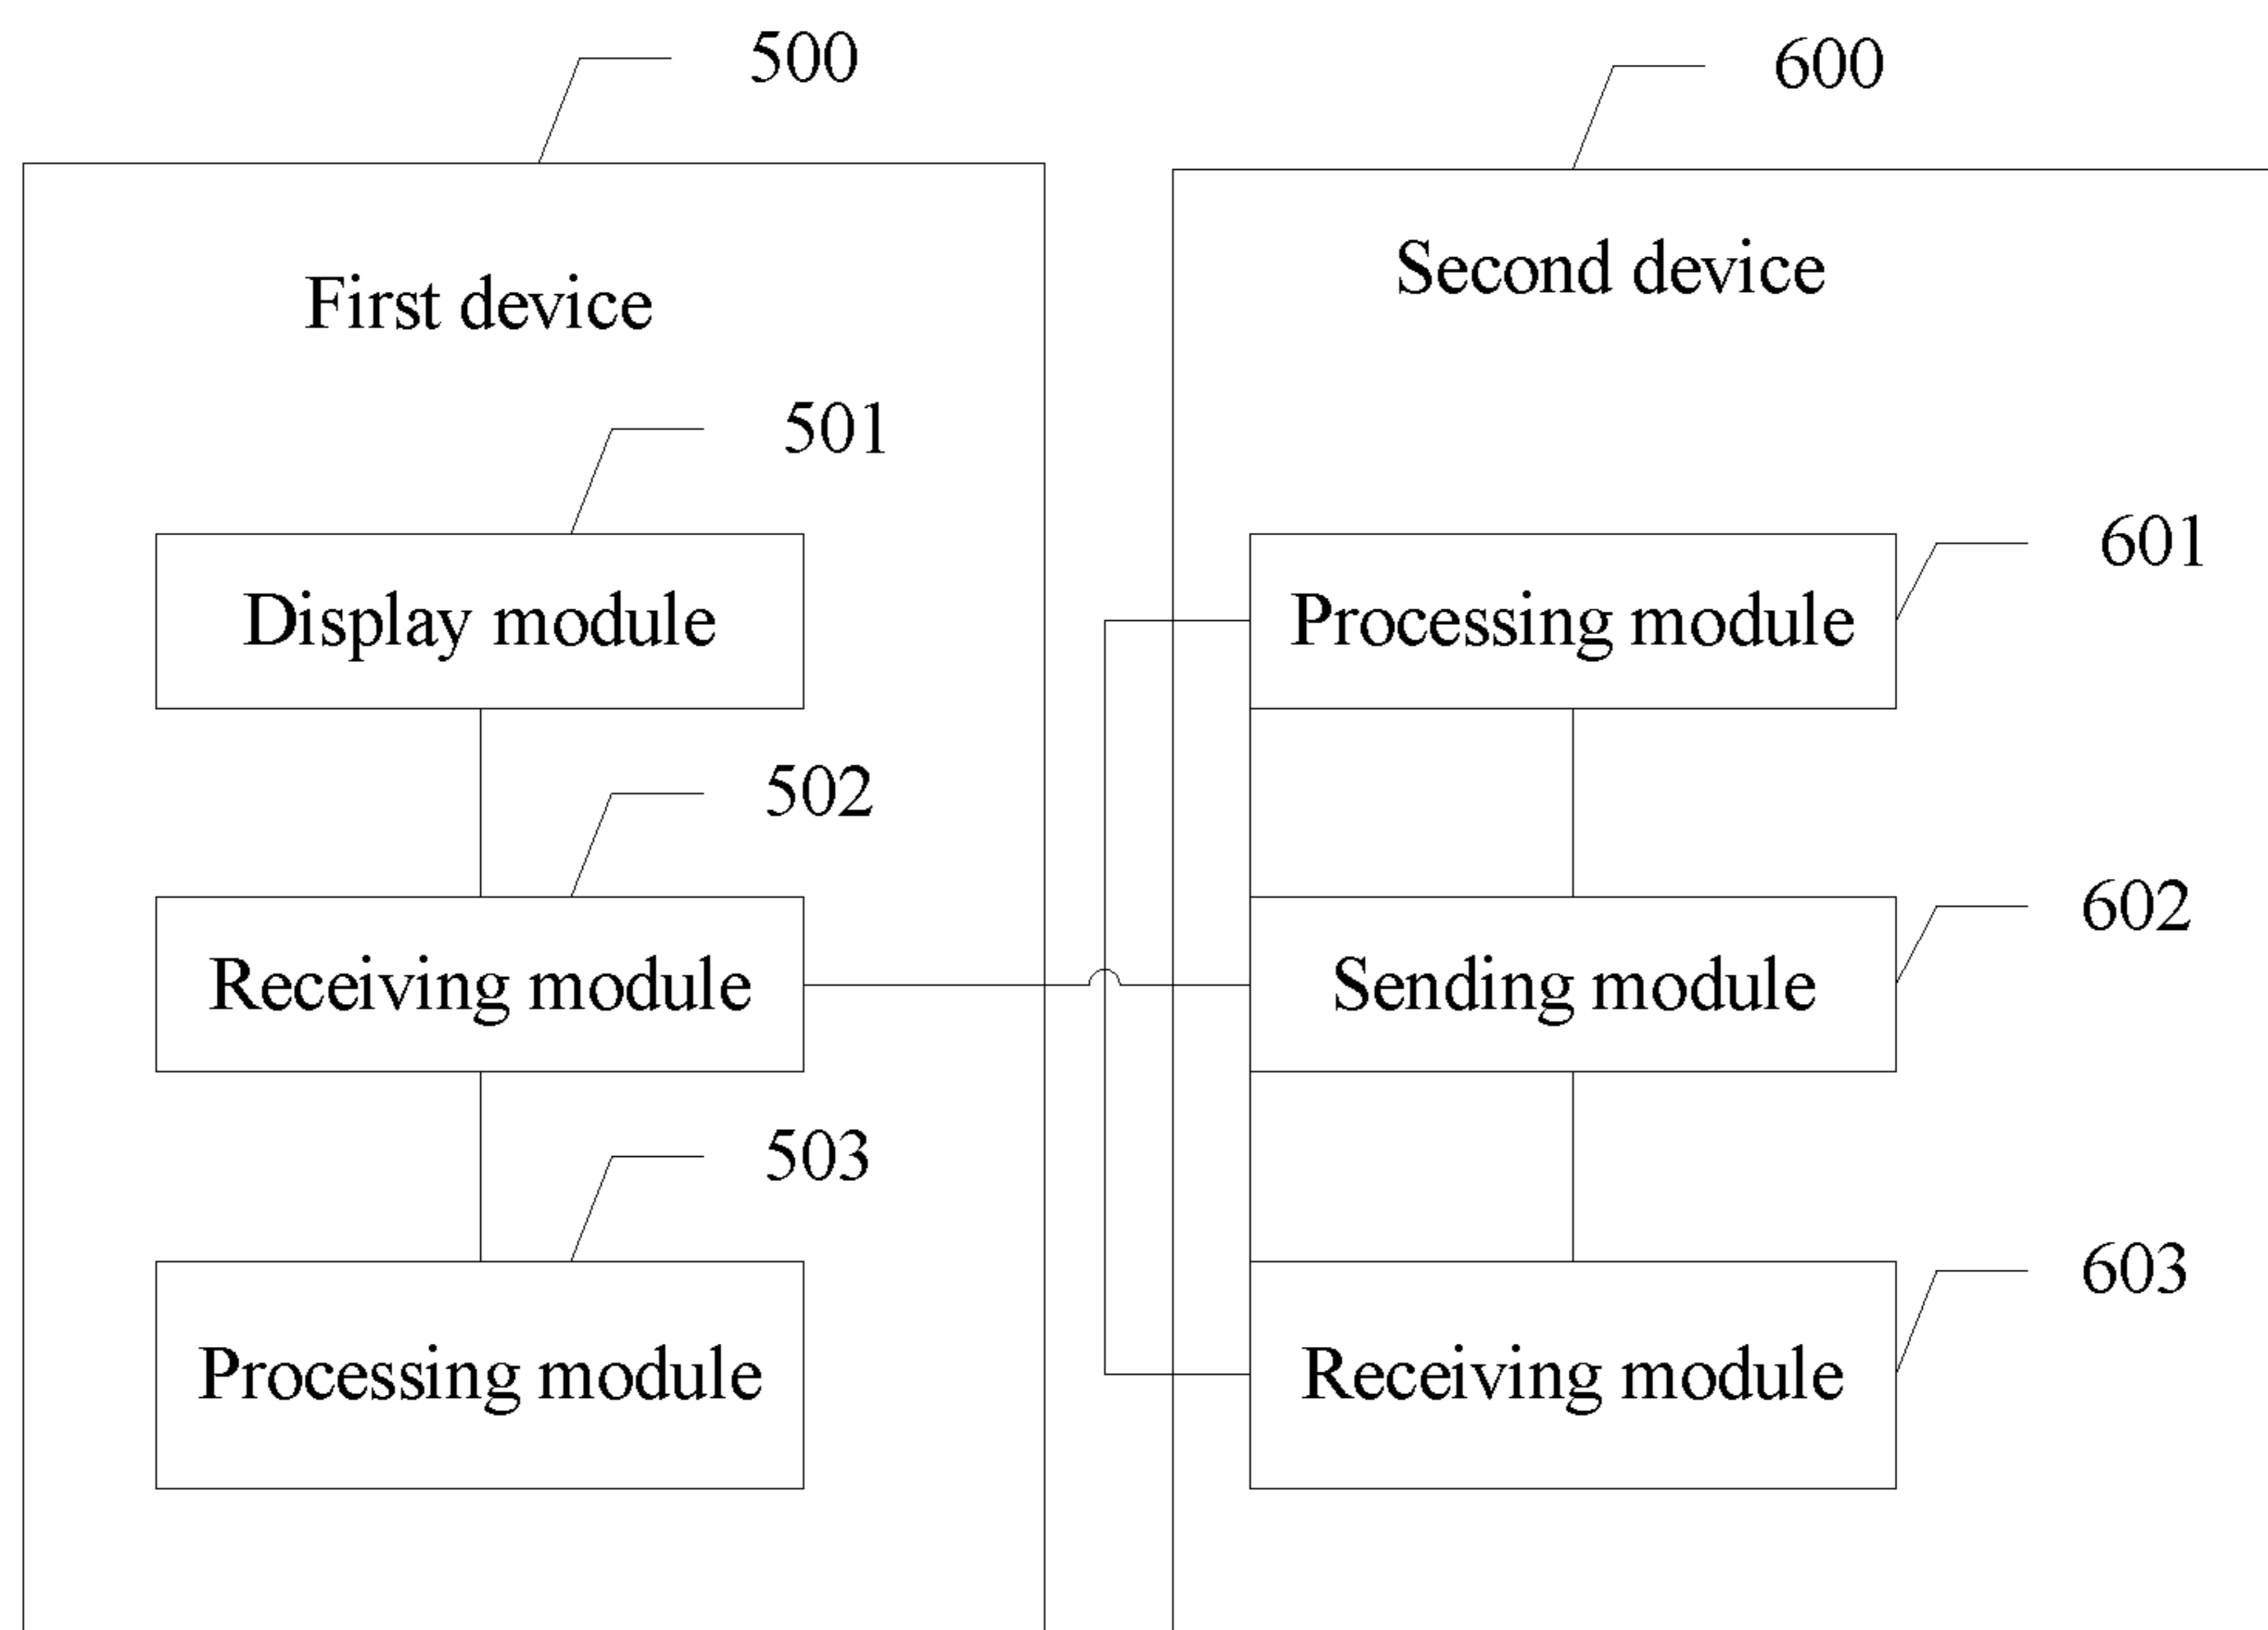 500
First device
501
Display module
502
Receiving module
503
Processing module
600
Second device
601
Processing module
602
Sending module
603
Receiving module